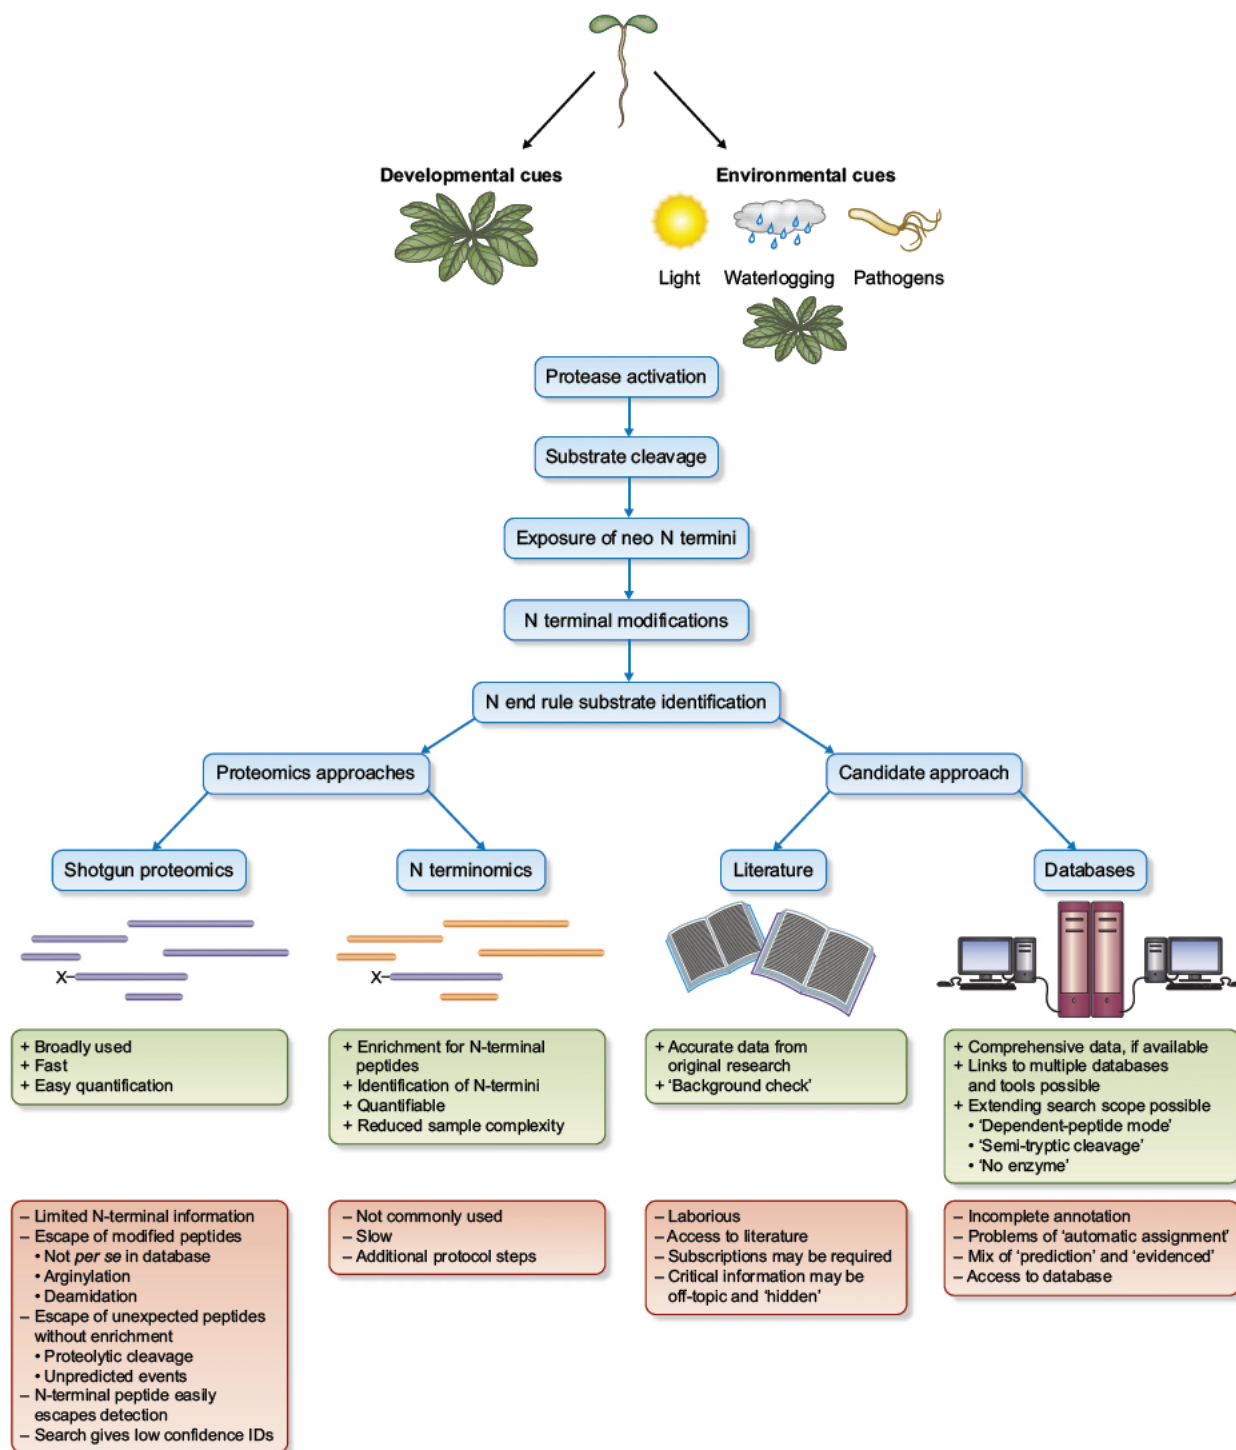 Developmental cues
Environmental cues
Light
Waterlogging
Pathogens
Protease activation
Substrate cleavage
Exposure of neo N termini
N terminal modifications
N end rule substrate identification
Proteomics approaches
Candidate approach
Shotgun proteomics
N terminomics
Literature
Databases
X
X
+ Broadly used
+ Fast
+ Easy quantification
+ Enrichment for N-terminal
peptides
+ Identification of N-termini
+ Quantifiable
+ Reduced sample complexity
+ Accurate data from
original research
+ ‘Background check’
+ Comprehensive data, if available
+ Links to multiple databases
and tools possible
+ Extending search scope possible
• ‘Dependent-peptide mode’
• ‘Semi-tryptic cleavage’
• ‘No enzyme’
– Limited N-terminal information
– Escape of modified peptides
• Not per se in database
• Arginylation
• Deamidation
– Escape of unexpected peptides
without enrichment
• Proteolytic cleavage
• Unpredicted events
– N-terminal peptide easily
escapes detection
– Search gives low confidence IDs
– Not commonly used
– Slow
– Additional protocol steps
– Laborious
– Access to literature
– Subscriptions may be required
– Critical information may be
off-topic and ‘hidden’
– Incomplete annotation
– Problems of ‘automatic assignment’
– Mix of ‘prediction’ and ‘evidenced’
– Access to database